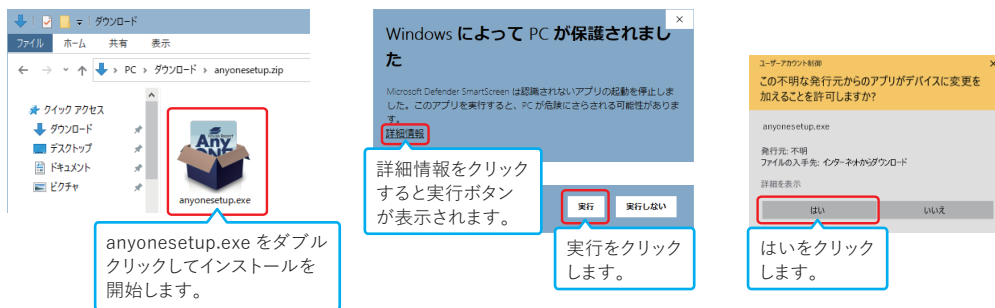 ダウンロード
ファイル ホーム 共有 表示
PC › ダウンロード › anyonesetup.zip
クイック アクセス
ダウンロード
デスクトップ
ドキュメント
ピクチャ
Any
ONE
anyonesetup.exe
anyonesetup.exe をダブル
クリックしてインストールを
開始します。
Windows によって PC が保護されまし
た
Microsoft Defender SmartScreen は認識されないアプリの起動を停止しま
した。このアプリを実行すると、PC が危険にさらされる可能性がありま
す。
詳細情報
詳細情報をクリック
すると実行ボタン
が表示されます。
実行 実行しない
実行をクリック
します。
ユーザーアカウント制御
この不明な発行元からのアプリがデバイスに変更を
加えることを許可しますか?
anyonesetup.exe
発行元: 不明
ファイルの入手先: インターネットからダウンロード
詳細を表示
はい いいえ
はいをクリック
します。